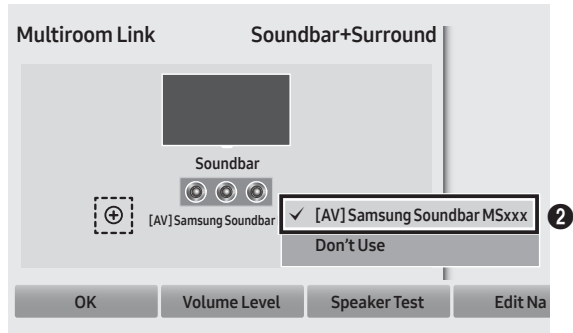 Multiroom Link Soundbar+Surround
Soundbar
[AV] Samsung Soundbar
✓ [AV] Samsung Soundbar MSxxx
❷
Don't Use
OK Volume Level Speaker Test Edit Na